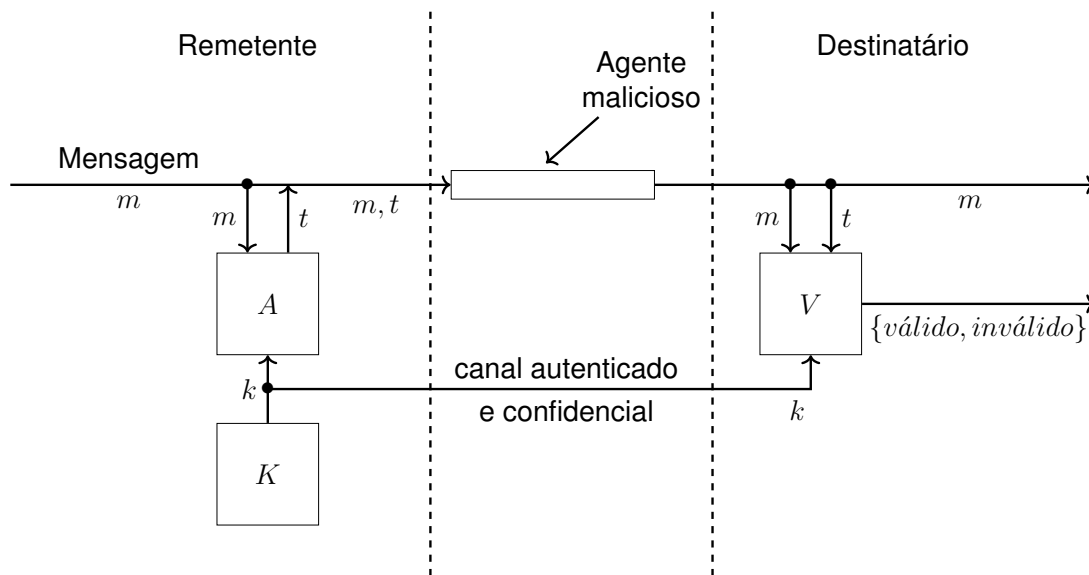 Remetente
Destinatário
Agente
malicioso
Mensagem
m
m
t
m, t
m
t
m
A
V
{válido, inválido}
canal autenticado
k
e confidencial
k
K